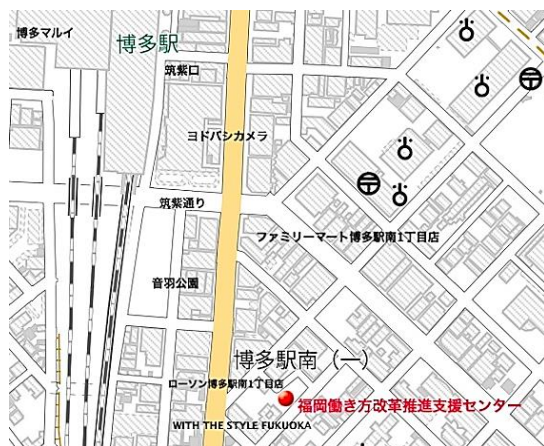 博多マルイ
博多駅
筑紫口
ヨドバシカメラ
筑紫通り
ファミリーマート博多駅南1丁目店
音羽公園
博多駅南（一）
ローソン博多駅南1丁目店
福岡働き方改革推進支援センター
WITH THE STYLE FUKUOKA